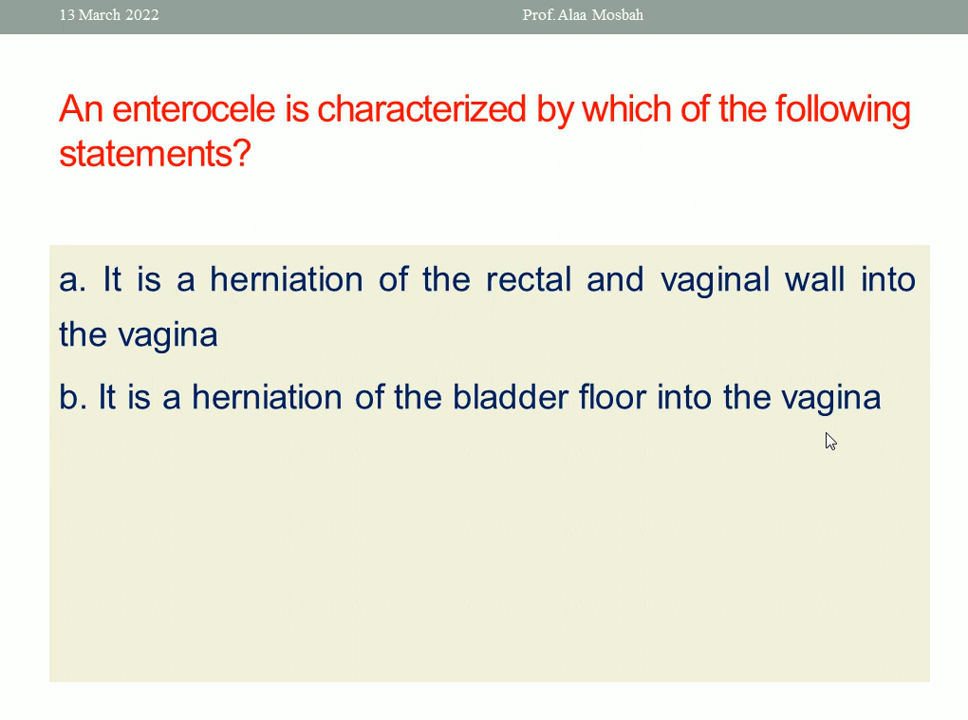 13 March 2022 Prof. Alaa Mosbah
An enterocele is characterized by which of the following
statements?
a. It is a herniation of the rectal and vaginal wall into
the vagina
b. It is a herniation of the bladder floor into the vagina